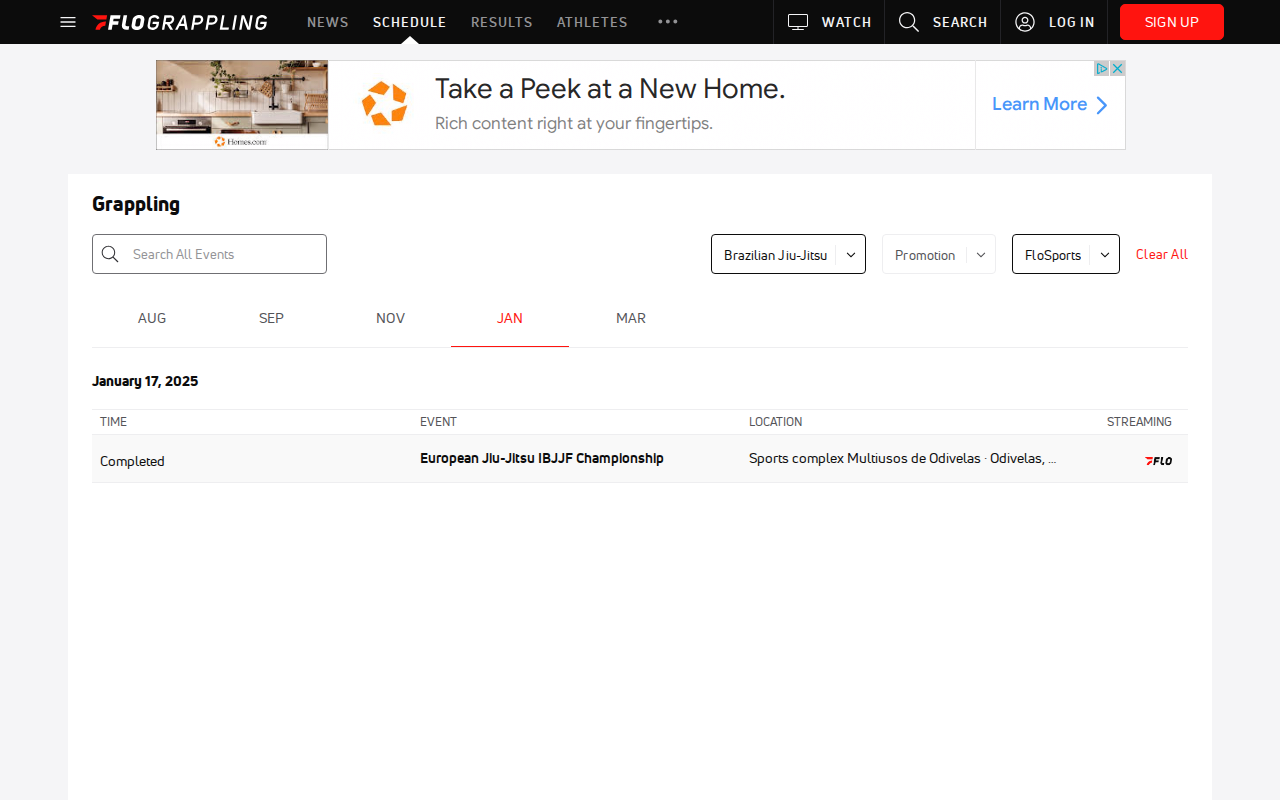 FLOGRAPPLING NEWS SCHEDULE RESULTS ATHLETES WATCH SEARCH LOG IN SIGN UP
Take a Peek at a New Home.
Rich content right at your fingertips.
Learn More
Homes.com
Grappling
Search All Events
Brazilian Jiu-Jitsu
Promotion
FloSports
Clear All
AUG SEP NOV JAN MAR
January 17, 2025
TIME EVENT LOCATION STREAMING
Completed European Jiu-Jitsu IBJJF Championship Sports complex Multiusos de Odivelas · Odivelas, ... FLO